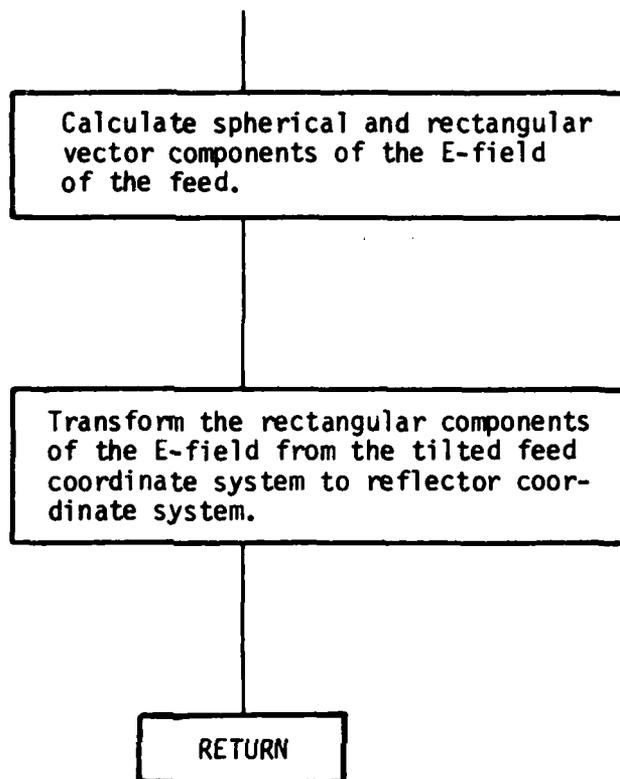 Calculate spherical and rectangular
vector components of the E-field
of the feed.
Transform the rectangular components
of the E-field from the tilted feed
coordinate system to reflector coor-
dinate system.
RETURN